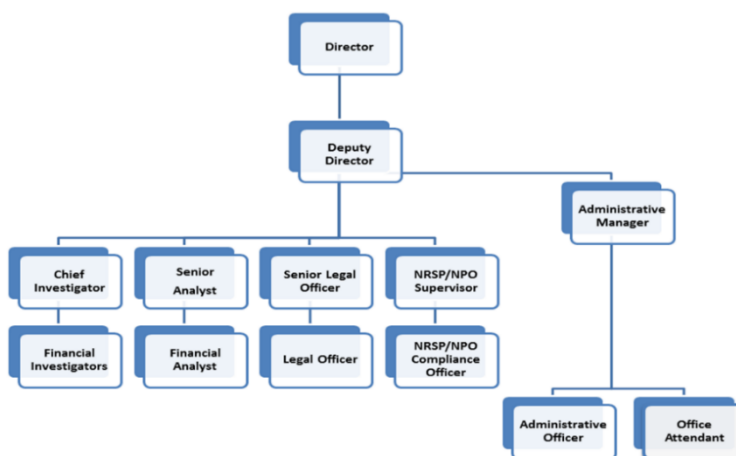 Director
Deputy
Director
Administrative
Manager
Chief
Investigator
Senior
Analyst
Senior Legal
Officer
NRSP/NPO
Supervisor
Financial
Investigators
Financial
Analyst
Legal Officer
NRSP/NPO
Compliance
Officer
Administrative
Officer
Office
Attendant